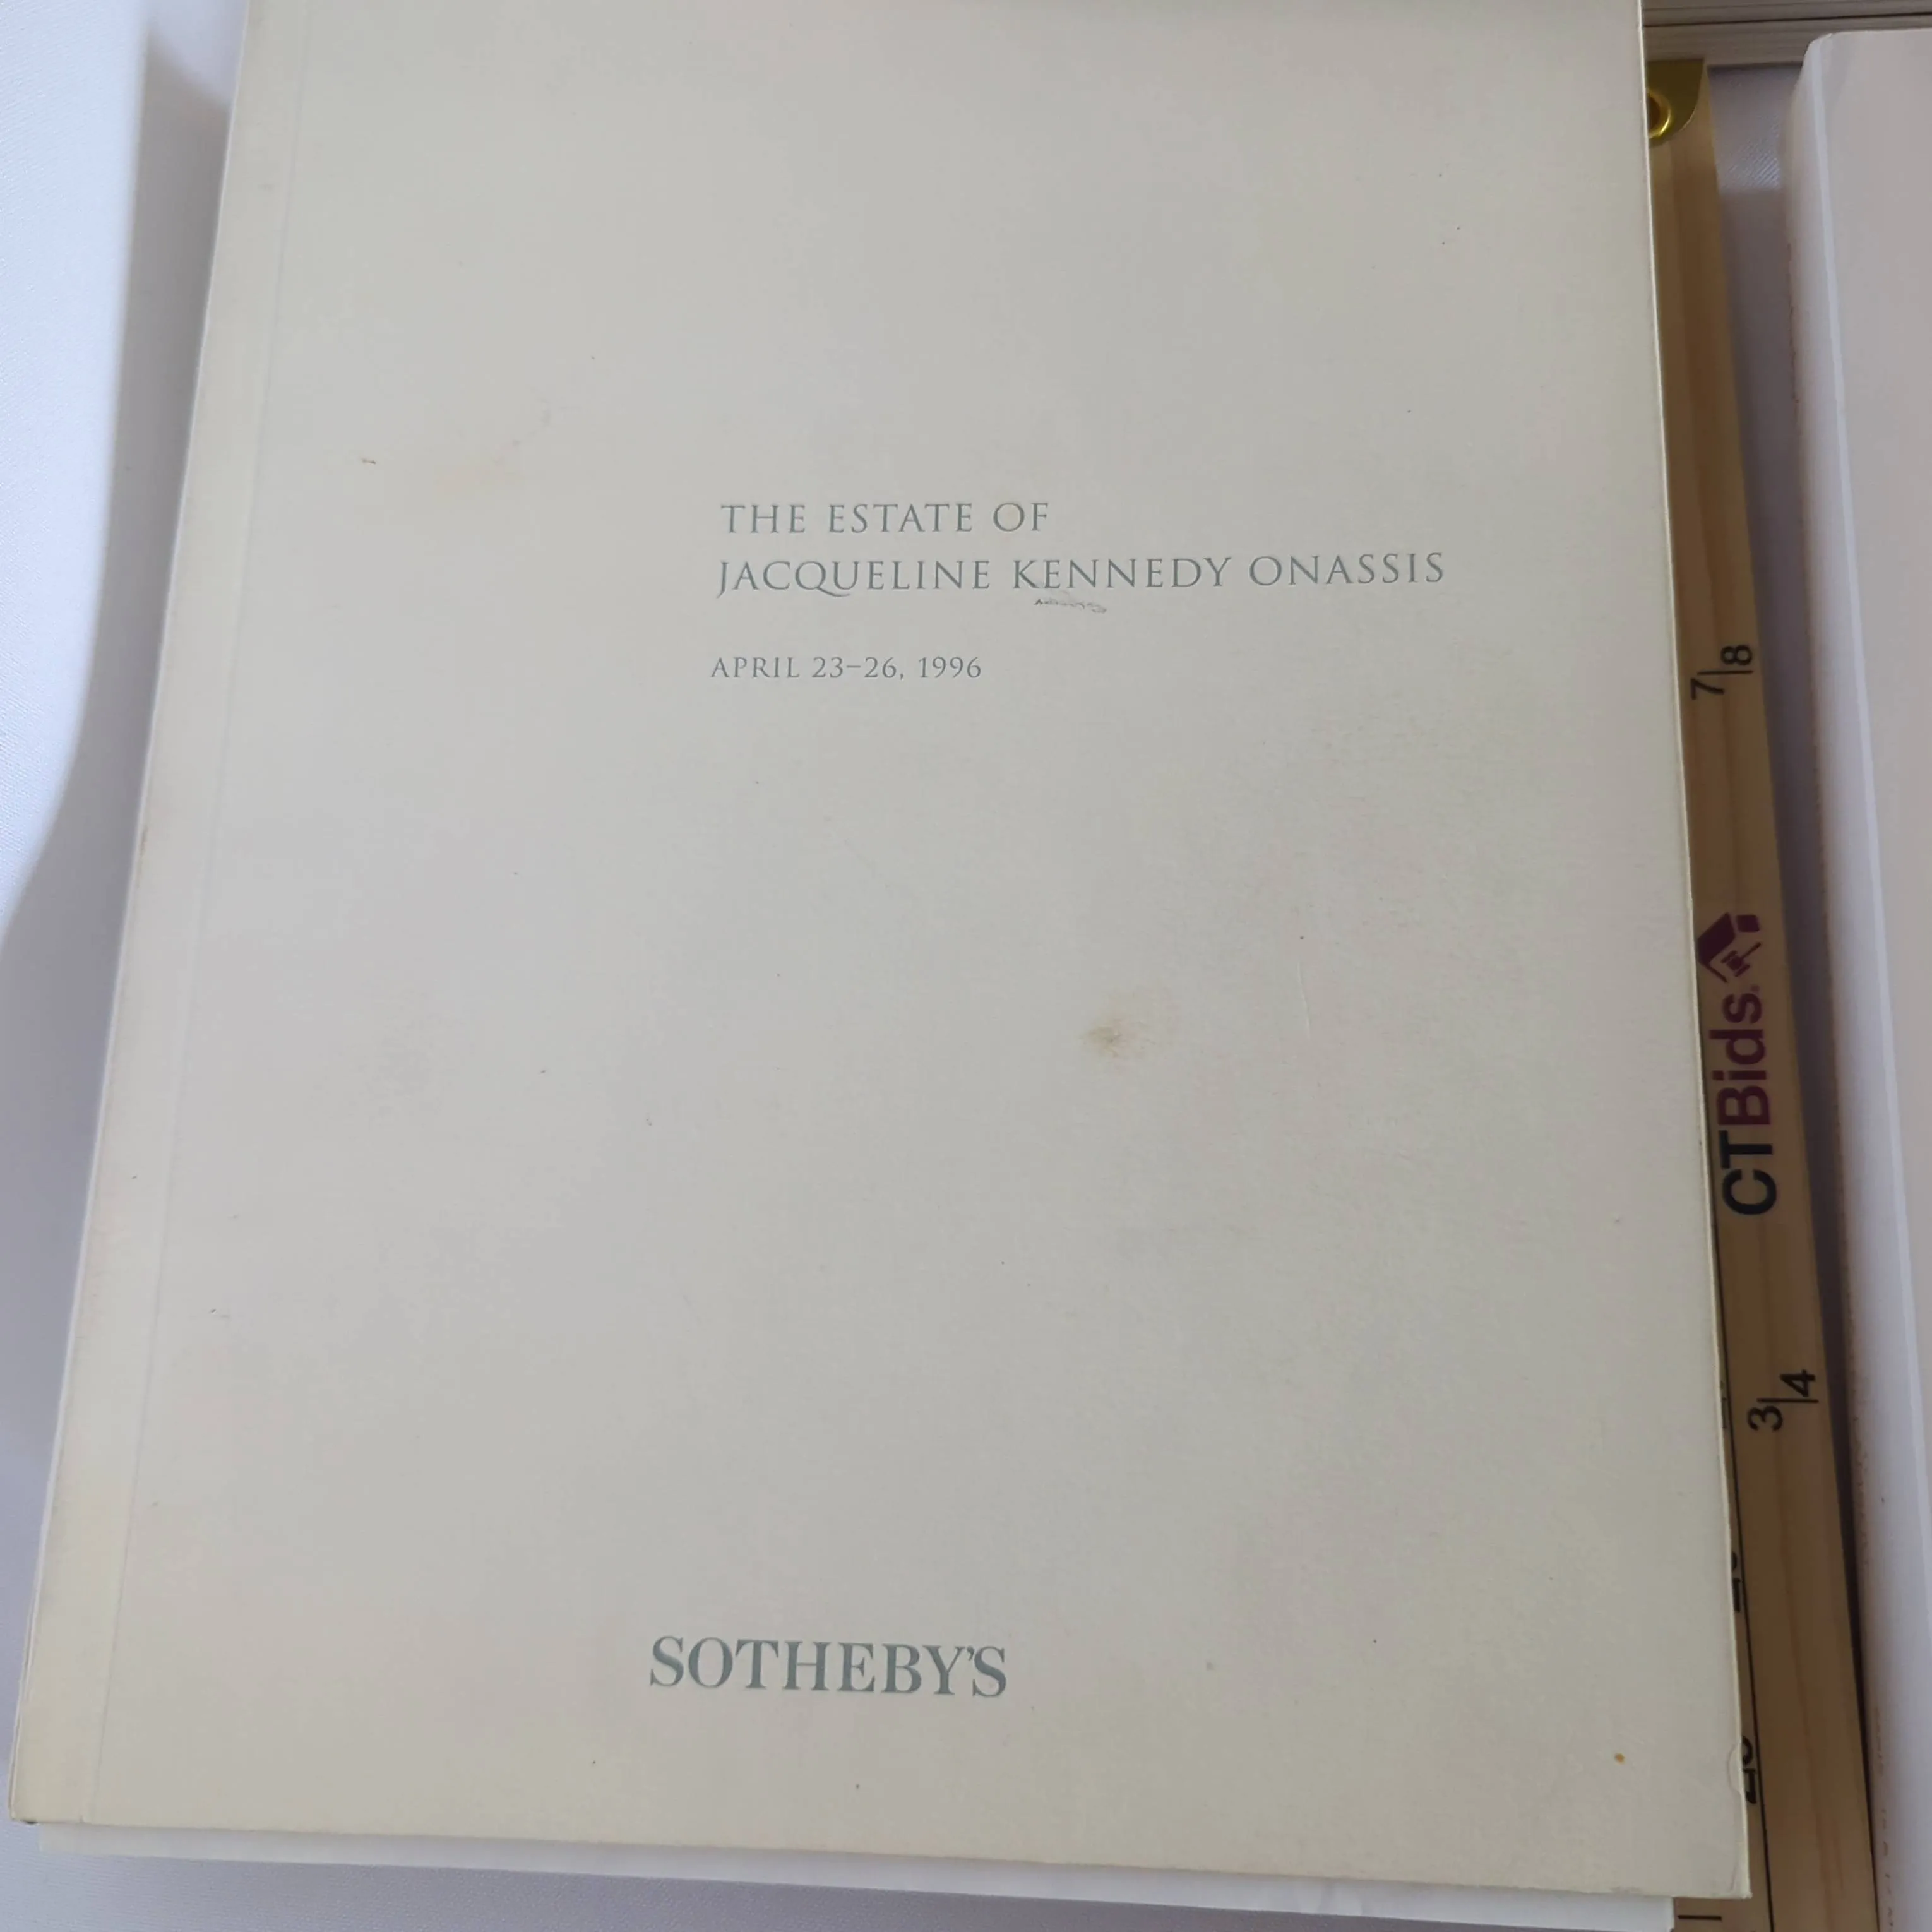 THE ESTATE OF
JACQUELINE KENNEDY ONASSIS
APRIL 23–26, 1996
SOTHEBY'S
7/8
CTBids
3/4